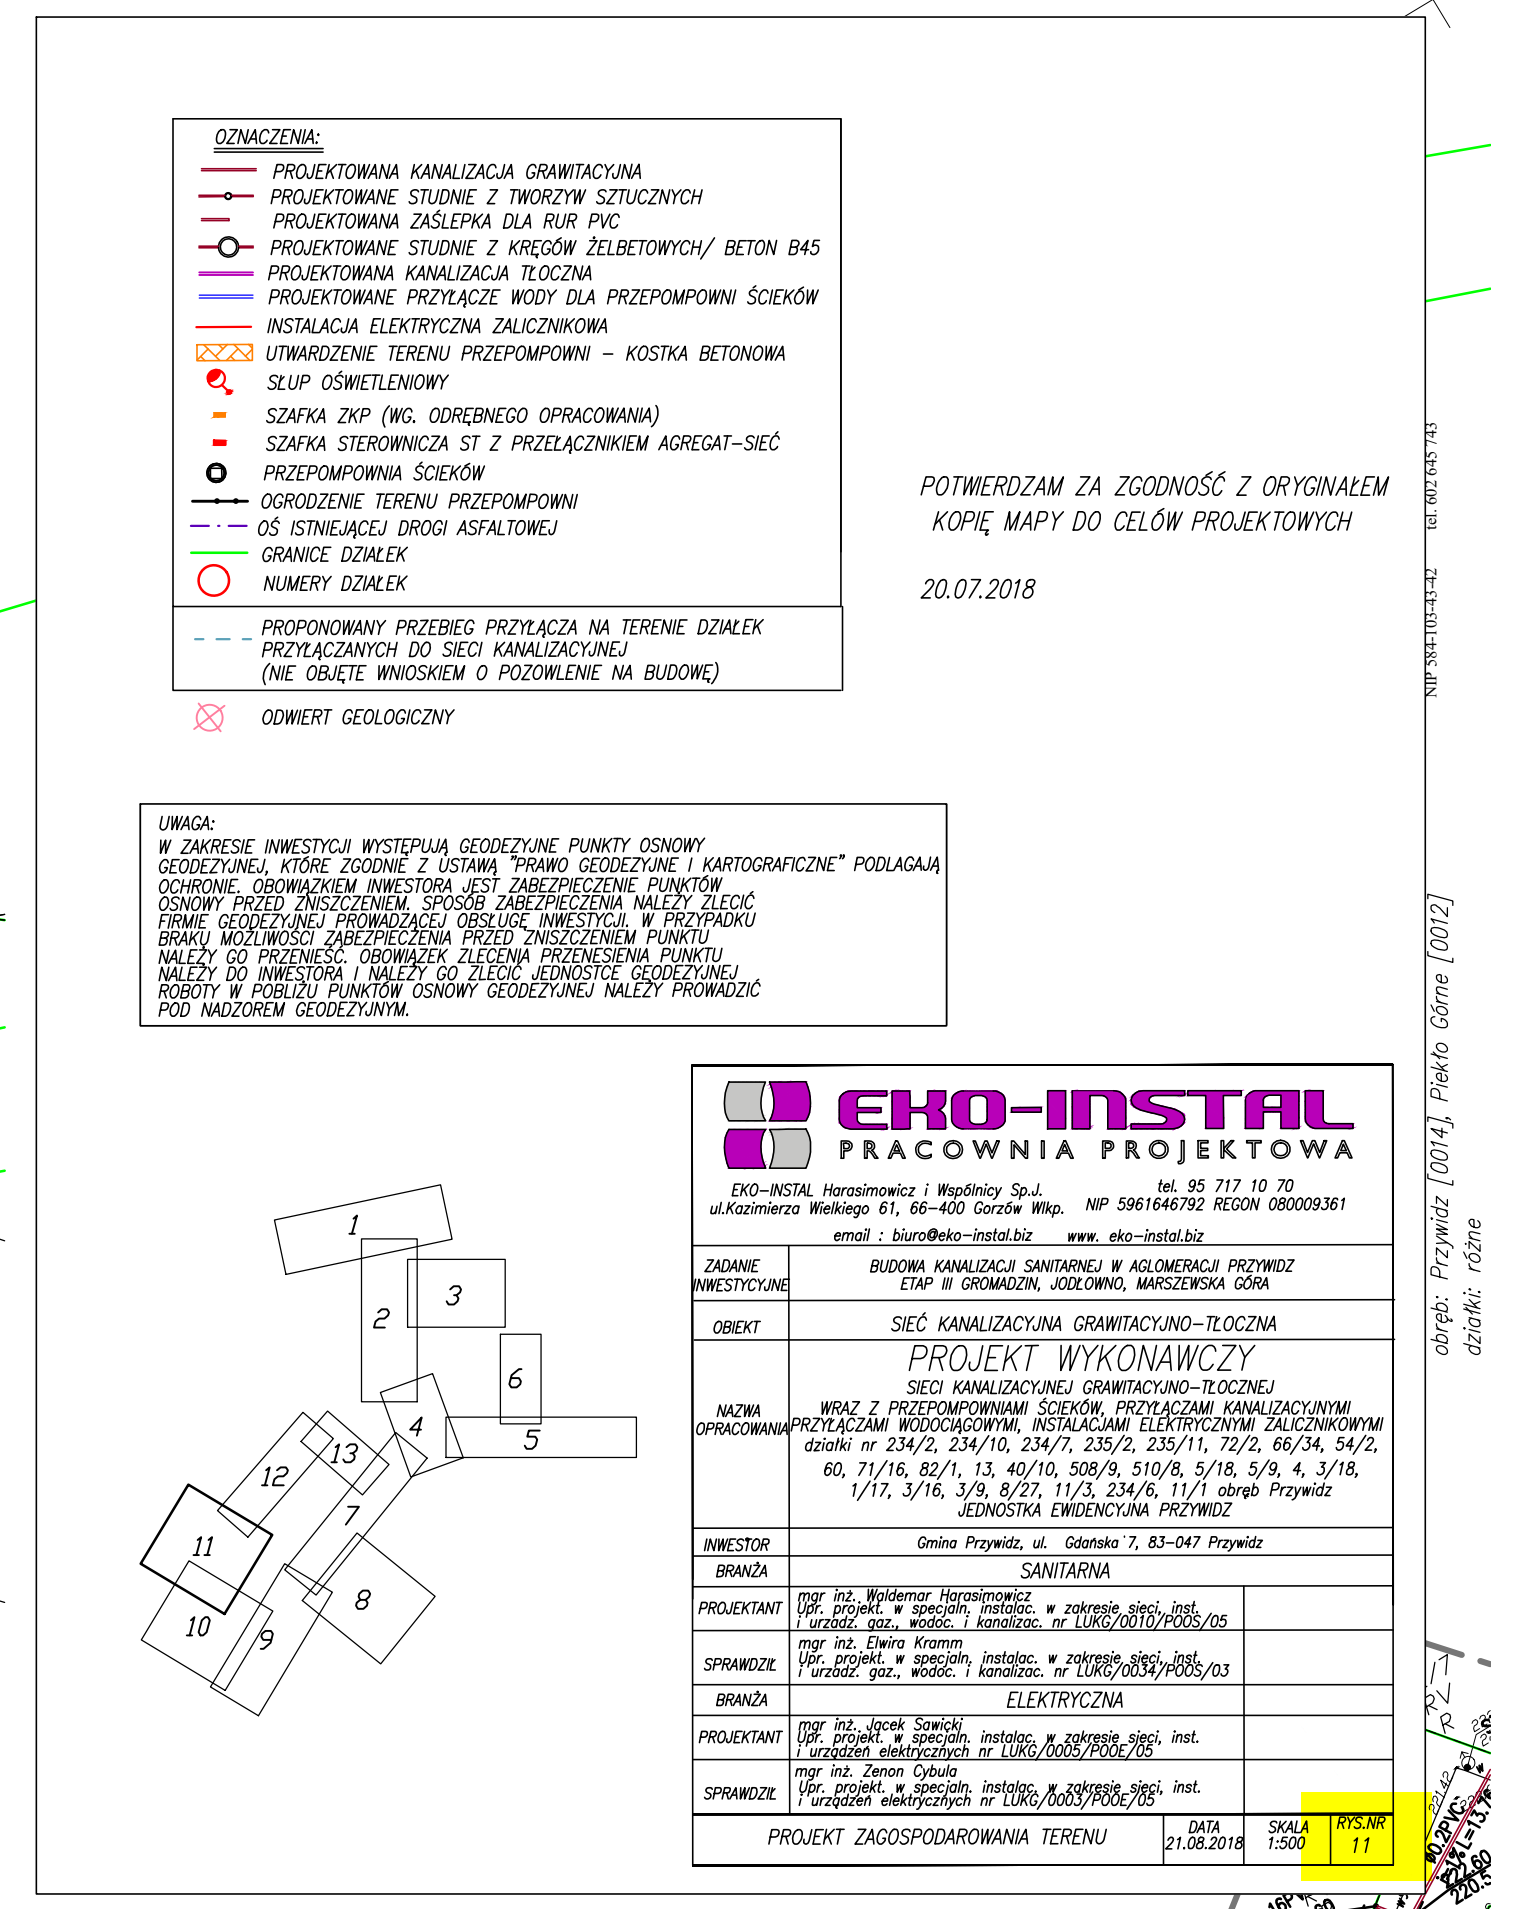 OZNACZENIA:
PROJEKTOWANA KANALIZACJA GRAWITACYJNA
PROJEKTOWANE STUDNIE Z TWORZYW SZTUCZNYCH
PROJEKTOWANA ZAŚLEPKA DLA RUR PVC
PROJEKTOWANE STUDNIE Z KRĘGÓW ŻELBETOWYCH/ BETON B45
PROJEKTOWANA KANALIZACJA TŁOCZNA
PROJEKTOWANE PRZYŁĄCZE WODY DLA PRZEPOMPOWNI ŚCIEKÓW
INSTALACJA ELEKTRYCZNA ZALICZNIKOWA
UTWARDZENIE TERENU PRZEPOMPOWNI – KOSTKA BETONOWA
SŁUP OŚWIETLENIOWY
SZAFKA ZKP (WG. ODRĘBNEGO OPRACOWANIA)
SZAFKA STEROWNICZA ST Z PRZEŁĄCZNIKIEM AGREGAT–SIEĆ
PRZEPOMPOWNIA ŚCIEKÓW
OGRODZENIE TERENU PRZEPOMPOWNI
OŚ ISTNIEJĄCEJ DROGI ASFALTOWEJ
GRANICE DZIAŁEK
NUMERY DZIAŁEK
PROPONOWANY PRZEBIEG PRZYŁĄCZA NA TERENIE DZIAŁEK
PRZYŁĄCZANYCH DO SIECI KANALIZACYJNEJ
(NIE OBJĘTE WNIOSKIEM O POZOWLENIE NA BUDOWĘ)
ODWIERT GEOLOGICZNY
POTWIERDZAM ZA ZGODNOŚĆ Z ORYGINAŁEM
KOPIĘ MAPY DO CELÓW PROJEKTOWYCH
20.07.2018
NIP 584-103-43-42 tel. 602 645 743
obręb: Przywidz [0014], Piekło Górne [0012]
działki: różne
UWAGA:
W ZAKRESIE INWESTYCJI WYSTĘPUJĄ GEODEZYJNE PUNKTY OSNOWY
GEODEZYJNEJ, KTÓRE ZGODNIE Z USTAWĄ "PRAWO GEODEZYJNE I KARTOGRAFICZNE" PODLAGAJĄ
OCHRONIE. OBOWIĄZKIEM INWESTORA JEST ZABEZPIECZENIE PUNKTÓW
OSNOWY PRZED ZNISZCZENIEM. SPOSÓB ZABEZPIECZENIA NALEŻY ZLECIĆ
FIRMIE GEODEZYJNEJ PROWADZĄCEJ OBSŁUGĘ INWESTYCJI. W PRZYPADKU
BRAKU MOŻLIWOŚCI ZABEZPIECZENIA PRZED ZNISZCZENIEM PUNKTU
NALEŻY GO PRZENIEŚĆ. OBOWIĄZEK ZLECENIA PRZENESIENIA PUNKTU
NALEŻY DO INWESTORA I NALEŻY GO ZLECIĆ JEDNOSTCE GEODEZYJNEJ
ROBOTY W POBLIŻU PUNKTÓW OSNOWY GEODEZYJNEJ NALEŻY PROWADZIĆ
POD NADZOREM GEODEZYJNYM.
1
2
3
6
4
5
13
12
7
11
8
10
9
EKO-INSTAL
PRACOWNIA PROJEKTOWA
EKO–INSTAL Harasimowicz i Wspólnicy Sp.J.
ul.Kazimierza Wielkiego 61, 66–400 Gorzów Wlkp.
tel. 95 717 10 70
NIP 5961646792 REGON 080009361
email : biuro@eko–instal.biz www. eko–instal.biz
ZADANIE
INWESTYCYJNE
BUDOWA KANALIZACJI SANITARNEJ W AGLOMERACJI PRZYWIDZ
ETAP III GROMADZIN, JODŁOWNO, MARSZEWSKA GÓRA
OBIEKT
SIEĆ KANALIZACYJNA GRAWITACYJNO–TŁOCZNA
NAZWA
OPRACOWANIA
PROJEKT WYKONAWCZY
SIECI KANALIZACYJNEJ GRAWITACYJNO–TŁOCZNEJ
WRAZ Z PRZEPOMPOWNIAMI ŚCIEKÓW, PRZYŁĄCZAMI KANALIZACYJNYMI
PRZYŁĄCZAMI WODOCIĄGOWYMI, INSTALACJAMI ELEKTRYCZNYMI ZALICZNIKOWYMI
działki nr 234/2, 234/10, 234/7, 235/2, 235/11, 72/2, 66/34, 54/2,
60, 71/16, 82/1, 13, 40/10, 508/9, 510/8, 5/18, 5/9, 4, 3/18,
1/17, 3/16, 3/9, 8/27, 11/3, 234/6, 11/1 obręb Przywidz
JEDNOSTKA EWIDENCYJNA PRZYWIDZ
INWESTOR
Gmina Przywidz, ul. Gdańska 7, 83–047 Przywidz
BRANŻA
SANITARNA
PROJEKTANT
mgr inż. Waldemar Harasimowicz
Upr. projekt. w specjaln. instalac. w zakresie sieci, inst.
i urządz. gaz., wodoc. i kanalizac. nr LUKG/0010/POOS/05
SPRAWDZIŁ
mgr inż. Elwira Kramm
Upr. projekt. w specjaln. instalac. w zakresie sieci, inst.
i urządz. gaz., wodoc. i kanalizac. nr LUKG/0034/POOS/03
BRANŻA
ELEKTRYCZNA
PROJEKTANT
mgr inż. Jacek Sawicki
Upr. projekt. w specjaln. instalac. w zakresie sieci, inst.
i urządzeń elektrycznych nr LUKG/0005/POOE/05
SPRAWDZIŁ
mgr inż. Zenon Cybula
Upr. projekt. w specjaln. instalac. w zakresie sieci, inst.
i urządzeń elektrycznych nr LUKG/0003/POOE/05
PROJEKT ZAGOSPODAROWANIA TERENU
DATA
21.08.2018
SKALA
1:500
RYS.NR
11